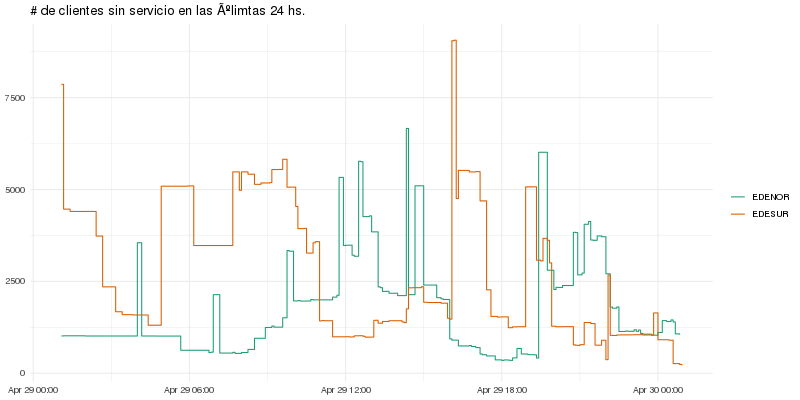 # de clientes sin servicio en las Ãºlimtas 24 hs.
7500
5000
2500
0
Apr 29 00:00
Apr 29 06:00
Apr 29 12:00
Apr 29 18:00
Apr 30 00:00
EDENOR
EDESUR